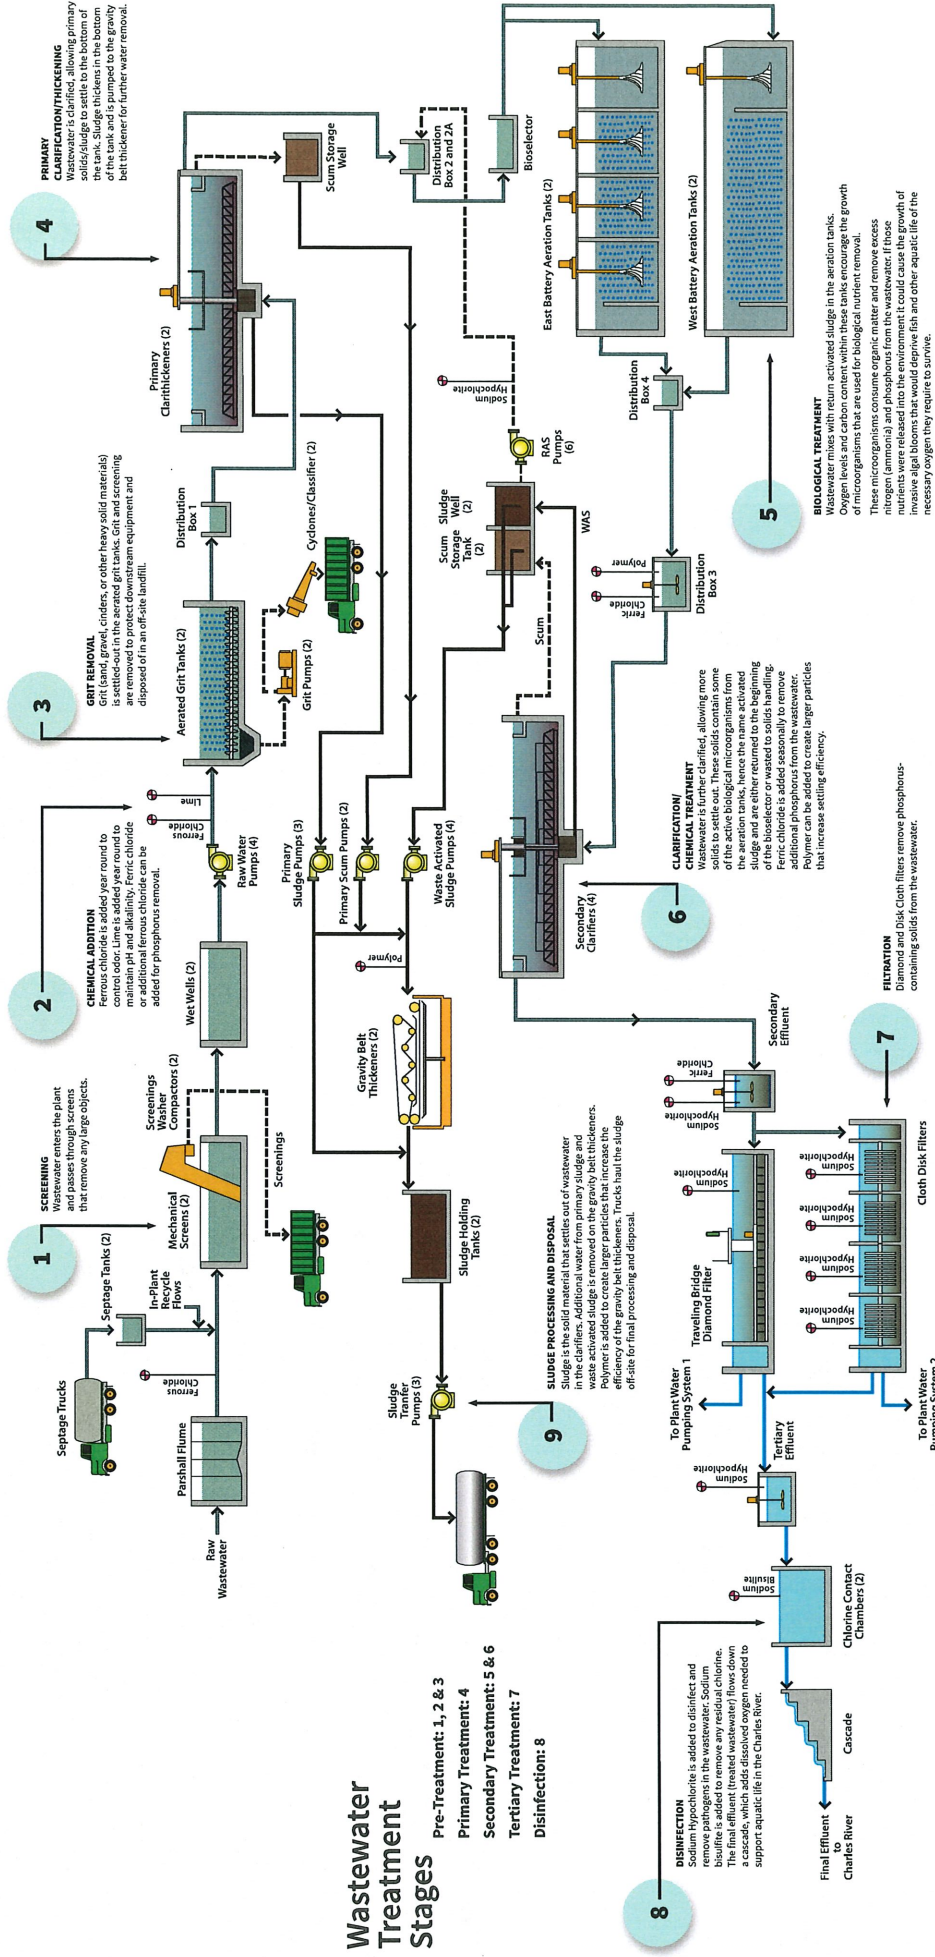 Wastewater
Treatment
Stages
Pre-Treatment: 1, 2 & 3
Primary Treatment: 4
Secondary Treatment: 5 & 6
Tertiary Treatment: 7
Disinfection: 8
1
SCREENING
Wastewater enters the plant
and passes through screens
that remove any large objects.
2
CHEMICAL ADDITION
Ferrous chloride is added year round to
control odor. Lime is added year round to
maintain pH and alkalinity. Ferric chloride
or additional ferrous chloride can be
added for phosphorus removal.
3
GRIT REMOVAL
Grit (sand, gravel, cinders, or other heavy solid materials)
is settled-out in the aerated grit tanks. Grit and screening
are removed to protect downstream equipment and
disposed of in an off-site landfill.
4
PRIMARY
CLARIFICATION/THICKENING
Wastewater is clarified, allowing primary
solids/sludge to settle to the bottom of
the tank. Sludge thickens in the bottom
of the tank and is pumped to the gravity
belt thickener for further water removal.
Septage Trucks
Septage Tanks (2)
In-Plant
Recycle
Flows
Ferrous
Chloride
Parshall Flume
Raw
Wastewater
Mechanical
Screens (2)
Screenings
Washer
Compactors (2)
Screenings
Wet Wells (2)
Raw Water
Pumps (4)
Ferrous
Chloride
Lime
Aerated Grit Tanks (2)
Grit Pumps (2)
Cyclones/Classifier (2)
Distribution
Box 1
Primary
Clarithickeners (2)
Scum Storage
Well
Distribution
Box 2 and 2A
Bioselector
Primary
Sludge Pumps (3)
Primary Scum Pumps (2)
Waste Activated
Sludge Pumps (4)
Polymer
Gravity Belt
Thickeners (2)
Sludge Holding
Tanks (2)
Sludge
Tranfer
Pumps (3)
9
SLUDGE PROCESSING AND DISPOSAL
Sludge is the solid material that settles out of wastewater
in the clarifiers. Additional water from primary sludge and
waste activated sludge is removed on the gravity belt thickeners.
Polymer is added to create larger particles that increase the
efficiency of the gravity belt thickeners. Trucks haul the sludge
off-site for final processing and disposal.
Scum
Storage
Tank
(2)
Sludge
Well
(2)
RAS
Pumps
(6)
Sodium
Hypochlorite
Scum
WAS
East Battery Aeration Tanks (2)
West Battery Aeration Tanks (2)
Distribution
Box 4
5
BIOLOGICAL TREATMENT
Wastewater mixes with return activated sludge in the aeration tanks.
Oxygen levels and carbon content within these tanks encourage the growth
of microorganisms that are used for biological nutrient removal.
These microorganisms consume organic matter and remove excess
nitrogen (ammonia) and phosphorus from the wastewater. If those
nutrients were released into the environment it could cause the growth of
invasive algal blooms that would deprive fish and other aquatic life of the
necessary oxygen they require to survive.
Ferric
Chloride
Polymer
Distribution
Box 3
Secondary
Clarifiers (4)
6
CLARIFICATION/
CHEMICAL TREATMENT
Wastewater is further clarified, allowing more
solids to settle out. These solids contain some
of the active biological microorganisms from
the aeration tanks, hence the name activated
sludge and are either returned to the beginning
of the bioselector or wasted to solids handling.
Ferric chloride is added seasonally to remove
additional phosphorus from the wastewater.
Polymer can be added to create larger particles
that increase settling efficiency.
Secondary
Effluent
Sodium
Hypochlorite
Ferric
Chloride
7
FILTRATION
Diamond and Disk Cloth filters remove phosphorus-
containing solids from the wastewater.
Traveling Bridge
Diamond Filter
Sodium
Hypochlorite
Cloth Disk Filters
Sodium
Hypochlorite
Sodium
Hypochlorite
Sodium
Hypochlorite
Sodium
Hypochlorite
To Plant Water
Pumping System 1
To Plant Water
Tertiary
Effluent
Sodium
Hypochlorite
Sodium
Bisulfite
Chlorine Contact
Chambers (2)
Cascade
Final Effluent
to
Charles River
8
DISINFECTION
Sodium Hypochlorite is added to disinfect and
remove pathogens in the wastewater. Sodium
bisulfite is added to remove any residual chlorine.
The final effluent (treated wastewater) flows down
a cascade, which adds dissolved oxygen needed to
support aquatic life in the Charles River.